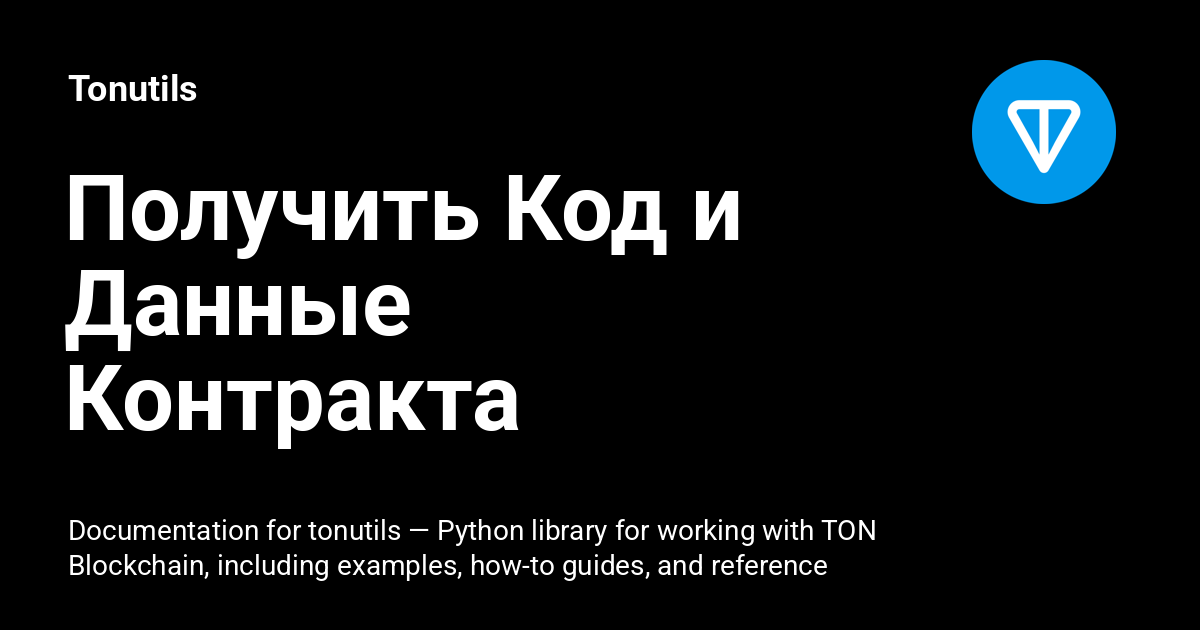 Tonutils
Получить Код и
Данные
Контракта
Documentation for tonutils — Python library for working with TON
Blockchain, including examples, how-to guides, and reference